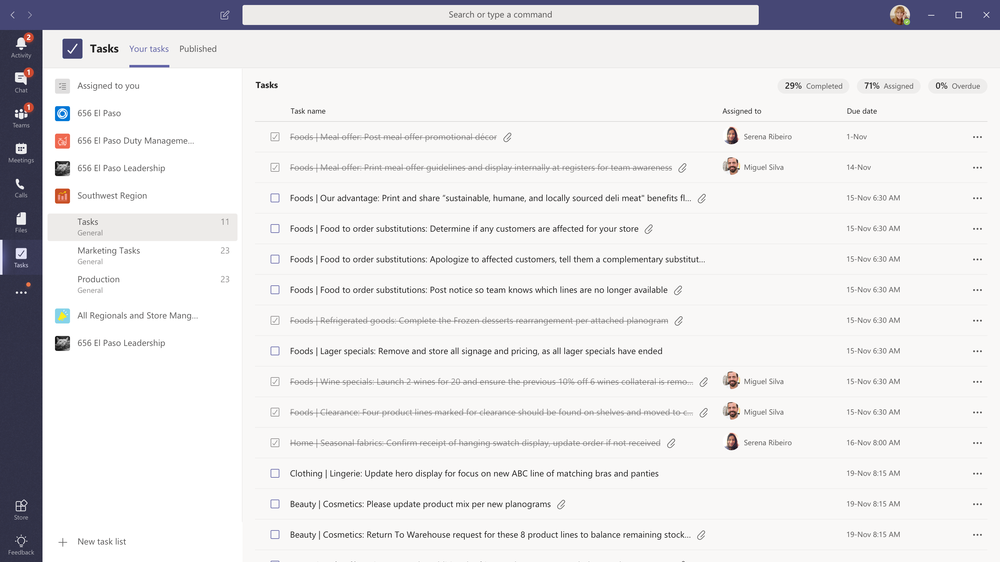 Search or type a command
2
Activity
1
Chat
1
Teams
Meetings
Calls
Files
Tasks
Store
Feedback
Tasks
Your tasks
Published
Assigned to you
656 El Paso
656 El Paso Duty Manageme...
656 El Paso Leadership
Southwest Region
Tasks 11
General
Marketing Tasks 23
General
Production 23
General
All Regionals and Store Mang...
656 El Paso Leadership
New task list
Tasks
29% Completed
71% Assigned
0% Overdue
Task name Assigned to Due date
Foods | Meal offer: Post meal offer promotional décor Serena Ribeiro 1-Nov
Foods | Meal offer: Print meal offer guidelines and display internally at registers for team awareness Miguel Silva 14-Nov
Foods | Our advantage: Print and share “sustainable, humane, and locally sourced deli meat" benefits fl... 15-Nov 6:30 AM
Foods | Food to order substitutions: Determine if any customers are affected for your store 15-Nov 6:30 AM
Foods | Food to order substitutions: Apologize to affected customers, tell them a complementary substitut... 15-Nov 6:30 AM
Foods | Food to order substitutions: Post notice so team knows which lines are no longer available 15-Nov 6:30 AM
Foods | Refrigerated goods: Complete the Frozen desserts rearrangement per attached planogram 15-Nov 6:30 AM
Foods | Lager specials: Remove and store all signage and pricing, as all lager specials have ended 15-Nov 6:30 AM
Foods | Wine specials: Launch 2 wines for 20 and ensure the previous 10% off 6 wines collateral is remo... Miguel Silva 15-Nov 6:30 AM
Foods | Clearance: Four product lines marked for clearance should be found on shelves and moved to c... Miguel Silva 15-Nov 6:30 AM
Home | Seasonal fabrics: Confirm receipt of hanging swatch display, update order if not received Serena Ribeiro 16-Nov 8:00 AM
Clothing | Lingerie: Update hero display for focus on new ABC line of matching bras and panties 19-Nov 8:15 AM
Beauty | Cosmetics: Please update product mix per new planograms 19-Nov 8:15 AM
Beauty | Cosmetics: Return To Warehouse request for these 8 product lines to balance remaining stock... 19-Nov 8:15 AM